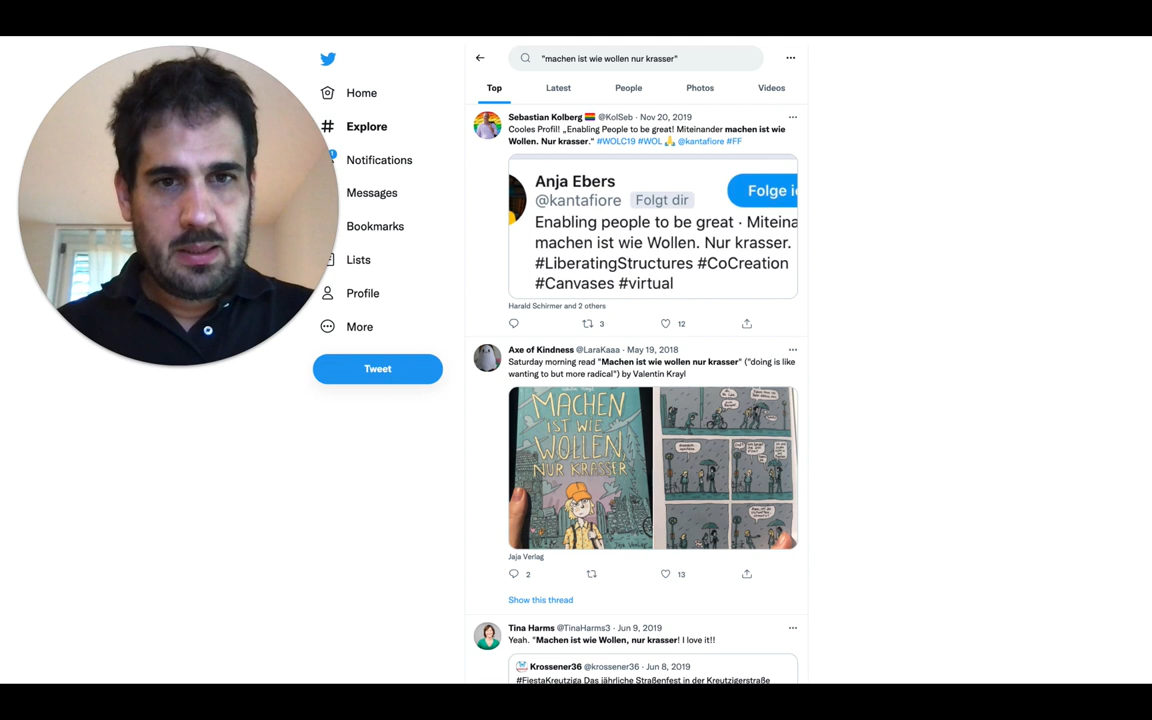 "machen ist wie wollen nur krasser"
Home
Explore
Notifications
Messages
Bookmarks
Lists
Profile
More
Tweet
Top Latest People Photos Videos
Sebastian Kolberg 🏳️‍🌈 @KolSeb · Nov 20, 2019
Cooles Profil! „Enabling People to be great! Miteinander machen ist wie
Wollen. Nur krasser." #WOLC19 #WOL 🙏 @kantafiore #FF
Anja Ebers
@kantafiore Folgt dir
Folge i
Enabling people to be great · Miteina
machen ist wie Wollen. Nur krasser.
#LiberatingStructures #CoCreation
#Canvases #virtual
Harald Schirmer and 2 others
3 12
Axe of Kindness @LaraKaaa · May 19, 2018
Saturday morning read "Machen ist wie wollen nur krasser" ("doing is like
wanting to but more radical") by Valentin Krayl
MACHEN
IST WIE
WOLLEN,
NUR KRASSER
JaJa VERLAG
Jaja Verlag
2 13
Show this thread
Tina Harms @TinaHarms3 · Jun 9, 2019
Yeah. "Machen ist wie Wollen, nur krasser! I love it!!
Krossener36 @krossener36 · Jun 8, 2019
#FiestaKreutziga Das jährliche Straßenfest in der Kreutzigerstraße